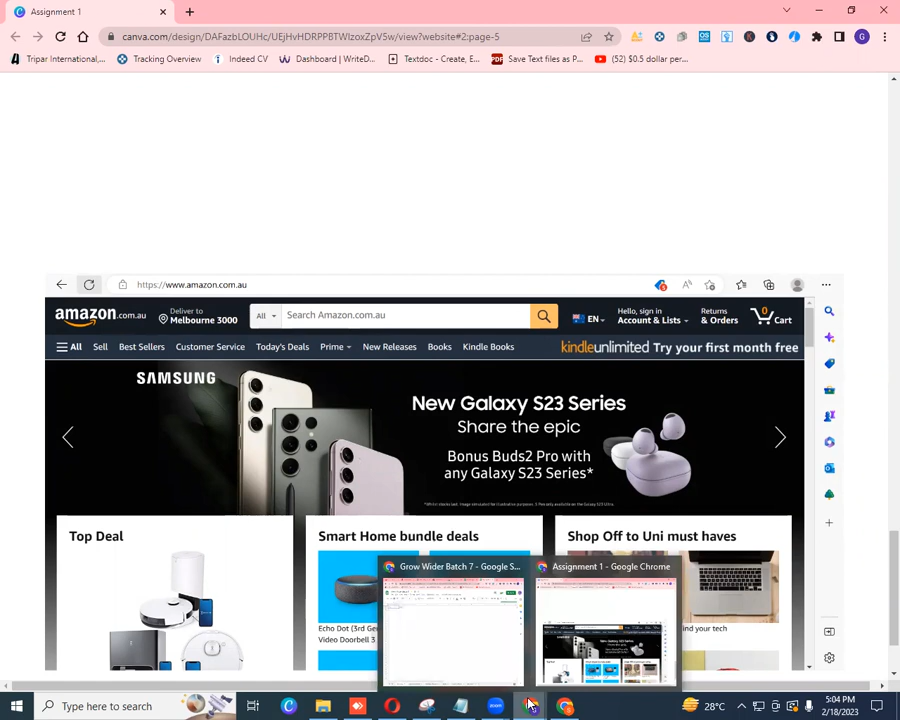 Assignment 1
canva.com/design/DAFazbLOUHc/UEjHvHDRPPBTWIzoxZpV5w/view?website#2:page-5
G
Tripar International,...
Tracking Overview
Indeed CV
Dashboard | WriteD...
Textdoc - Create, E...
Save Text files as P...
(52) $0.5 dollar per...
https://www.amazon.com.au
amazon.com.au
Deliver to
Melbourne 3000
All
Search Amazon.com.au
EN
Hello, sign in
Account & Lists
Returns
& Orders
0
Cart
All
Sell
Best Sellers
Customer Service
Today's Deals
Prime
New Releases
Books
Kindle Books
kindleunlimited Try your first month free
SAMSUNG
New Galaxy S23 Series
Share the epic
Bonus Buds2 Pro with
any Galaxy S23 Series*
Top Deal
Smart Home bundle deals
Shop Off to Uni must haves
Echo Dot (3rd Ge
Video Doorbell 3
nd your tech
Grow Wider Batch 7 - Google S...
Assignment 1 - Google Chrome
Type here to search
zoom
28°C
5:04 PM
2/18/2023